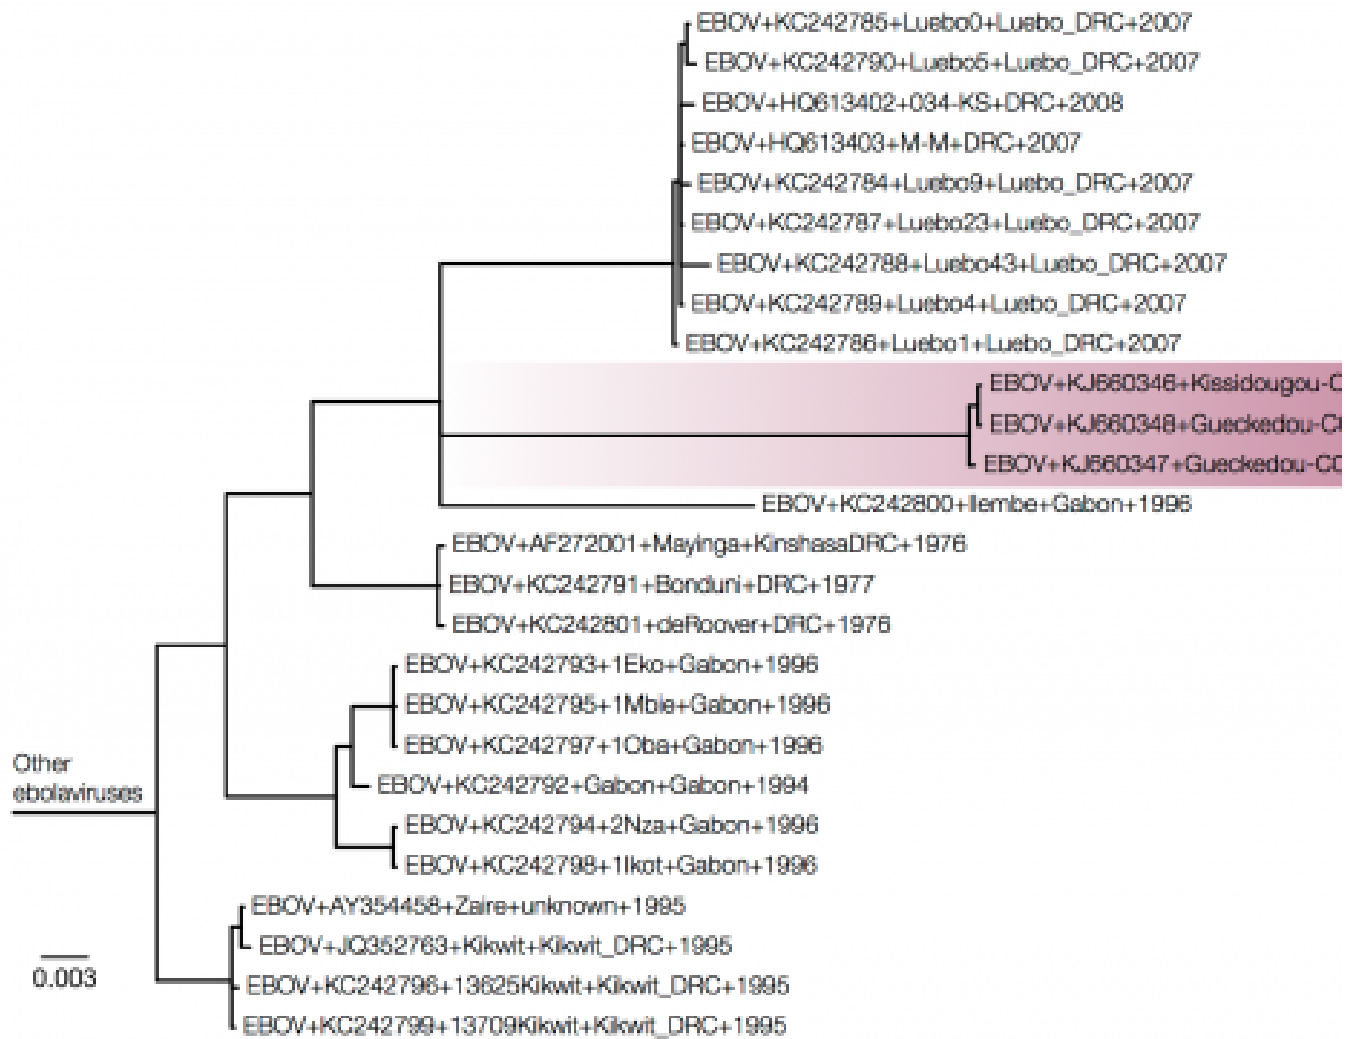 EBOV+KC242785+Luebo0+Luebo_DRC+2007
EBOV+KC242790+Luebo5+Luebo_DRC+2007
EBOV+HQ613402+034-KS+DRC+2008
EBOV+HQ613403+M-M+DRC+2007
EBOV+KC242784+Luebo9+Luebo_DRC+2007
EBOV+KC242787+Luebo23+Luebo_DRC+2007
EBOV+KC242788+Luebo43+Luebo_DRC+2007
EBOV+KC242789+Luebo4+Luebo_DRC+2007
EBOV+KC242786+Luebo1+Luebo_DRC+2007
EBOV+KJ660346+Kissidougou-C
EBOV+KJ660348+Gueckedou-C
EBOV+KJ660347+Gueckedou-C
EBOV+KC242800+Ilembe+Gabon+1996
EBOV+AF272001+Mayinga+KinshasaDRC+1976
EBOV+KC242791+Bonduni+DRC+1977
EBOV+KC242801+deRoover+DRC+1976
EBOV+KC242793+1Eko+Gabon+1996
EBOV+KC242795+1Mbie+Gabon+1996
EBOV+KC242797+1Oba+Gabon+1996
EBOV+KC242792+Gabon+Gabon+1994
Other
ebolaviruses
EBOV+KC242794+2Nza+Gabon+1996
EBOV+KC242798+1Ikot+Gabon+1996
EBOV+AY354458+Zaire+unknown+1995
EBOV+JQ352763+Kikwit+Kikwit_DRC+1995
0.003
EBOV+KC242796+13625Kikwit+Kikwit_DRC+1995
EBOV+KC242799+13709Kikwit+Kikwit_DRC+1995